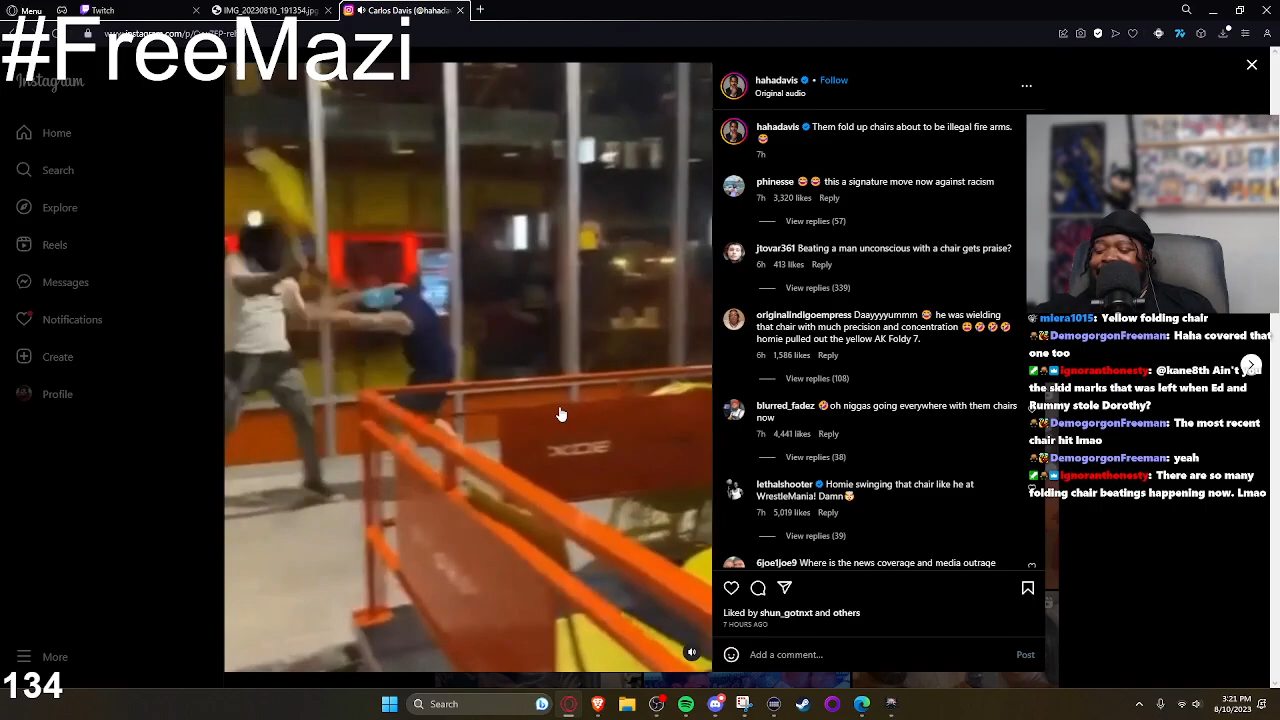 Menu
Twitch
IMG_20230810_191354.jpg
Carlos Davis (@hahada
#FreeMazi
Instagram
Home
Search
Explore
Reels
Messages
Notifications
Create
Profile
More
134
hahadavis • Follow
Original audio
hahadavis Them fold up chairs about to be illegal fire arms.
7h
phinesse this a signature move now against racism
7h 3,320 likes Reply
View replies (57)
jtovar361 Beating a man unconscious with a chair gets praise?
6h 413 likes Reply
View replies (339)
originalindigoempress Daayyyummm he was wielding
that chair with much precision and concentration
homie pulled out the yellow AK Foldy 7.
6h 1,586 likes Reply
View replies (108)
blurred_fadez oh niggas going everywhere with them chairs
now
7h 4,441 likes Reply
View replies (38)
lethalshooter Homie swinging that chair like he at
WrestleMania! Damn
7h 5,019 likes Reply
View replies (39)
6joe1joe9 Where is the news coverage and media outrage
Liked by shun_gotnxt and others
7 HOURS AGO
Add a comment...
Post
mlera1015: Yellow folding chair
DemogorgonFreeman: Haha covered that
one too
ignoranthonesty: @kane8th Ain't you
the skid marks that was left when Ed and
Rummy stole Dorothy?
DemogorgonFreeman: The most recent
chair hit lmao
DemogorgonFreeman: yeah
ignoranthonesty: There are so many
folding chair beatings happening now. Lmao
Search
3:21 PM
8/10/2023